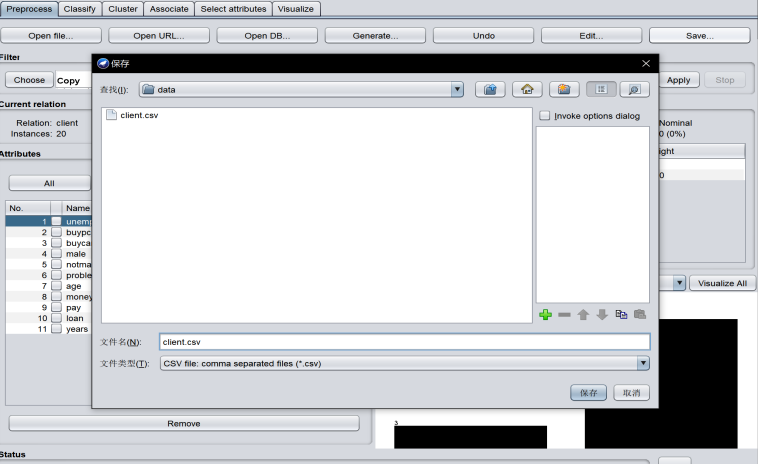 Preprocess Classify Cluster Associate Select attributes Visualize
Open file... Open URL... Open DB... Generate... Undo Edit... Save...
Filter
Choose Copy Apply Stop
保存
查找(I): data
client.csv
Invoke options dialog
文件名(N): client.csv
文件类型(T): CSV file: comma separated files (*.csv)
保存 取消
Current relation
Relation: client
Instances: 20
Attributes
All
No. Name
1 unemp
2 buypc
3 buyca
4 male
5 notma
6 proble
7 age
8 money
9 pay
10 loan
11 years
Remove
Status
Nominal
0 (0%)
ight
0
Visualize All
3